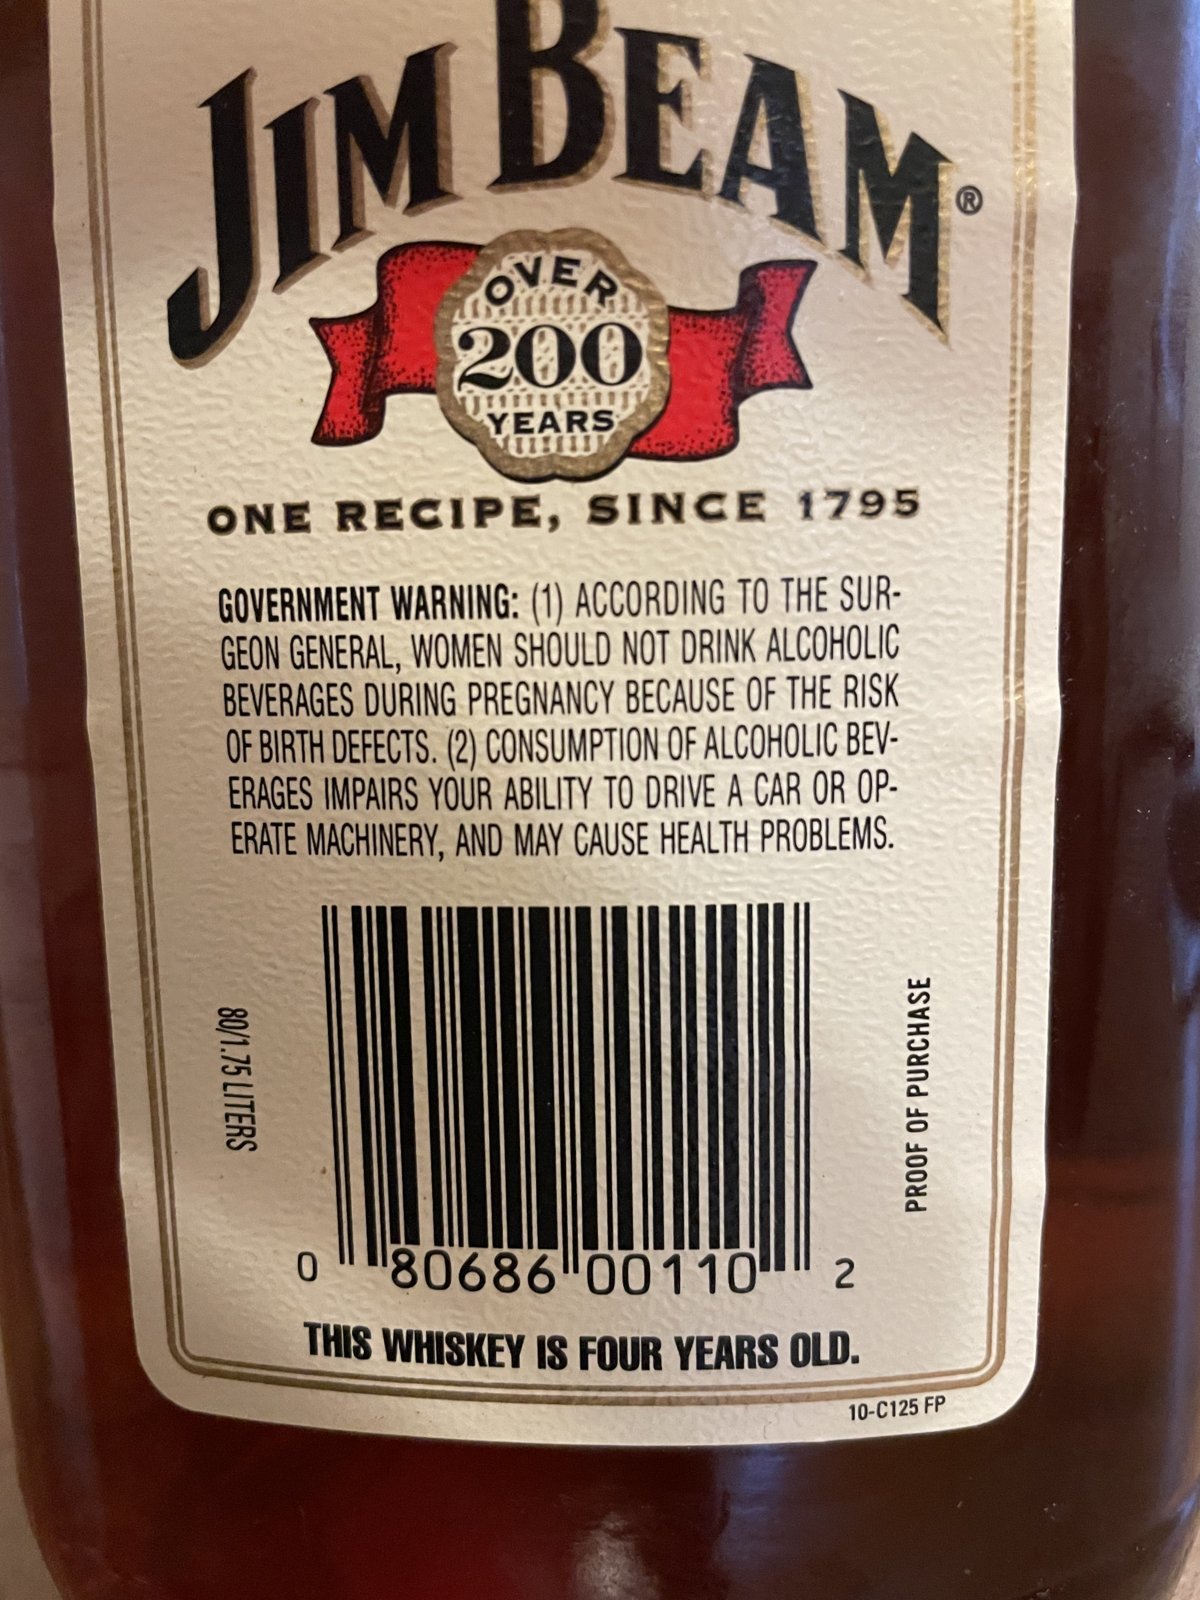 JIM BEAM®
OVER
200
YEARS
ONE RECIPE, SINCE 1795
GOVERNMENT WARNING: (1) ACCORDING TO THE SUR-
GEON GENERAL, WOMEN SHOULD NOT DRINK ALCOHOLIC
BEVERAGES DURING PREGNANCY BECAUSE OF THE RISK
OF BIRTH DEFECTS. (2) CONSUMPTION OF ALCOHOLIC BEV-
ERAGES IMPAIRS YOUR ABILITY TO DRIVE A CAR OR OP-
ERATE MACHINERY, AND MAY CAUSE HEALTH PROBLEMS.
80/1.75 LITERS
PROOF OF PURCHASE
0 80686 00110 2
THIS WHISKEY IS FOUR YEARS OLD.
10-C125 FP